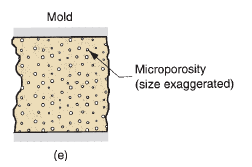 Mold
Microporosity
(size exaggerated)
(e)